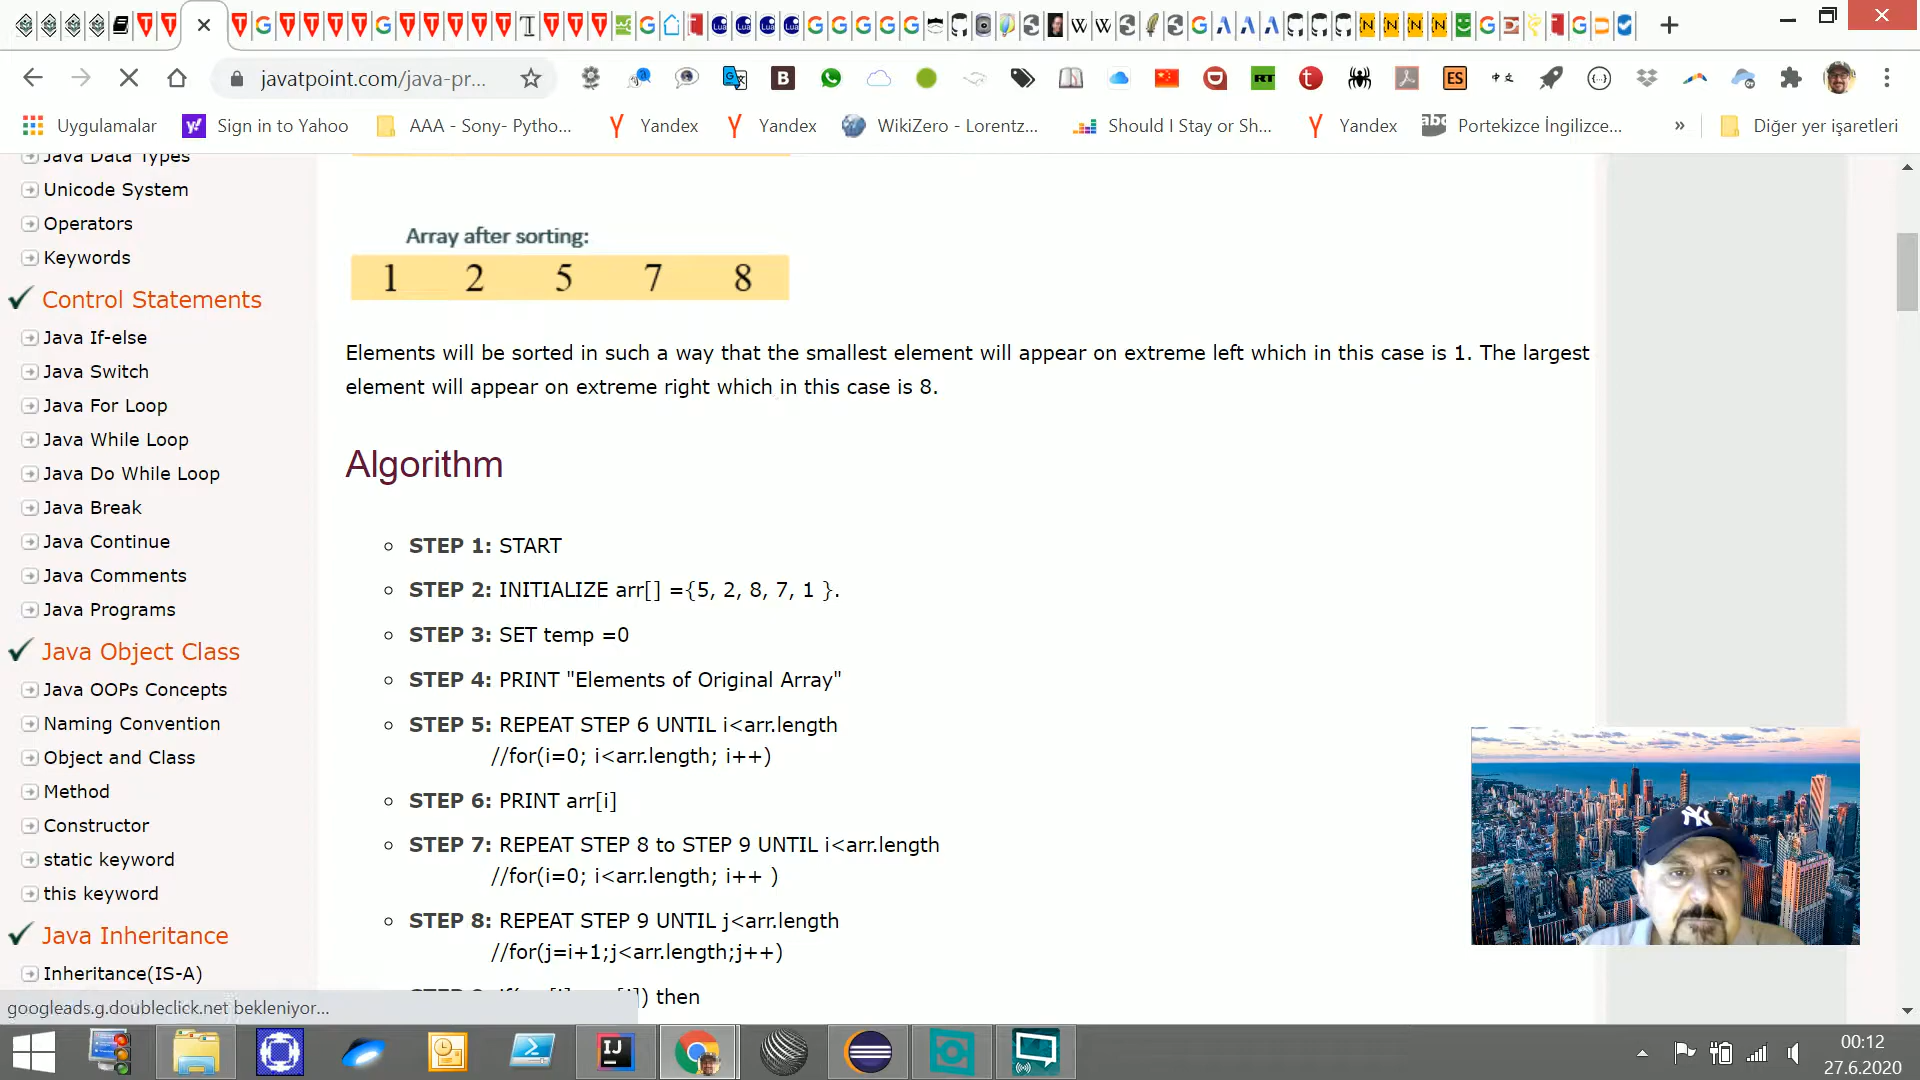 javatpoint.com/java-pr...
Uygulamalar
Sign in to Yahoo
AAA - Sony- Pytho...
Yandex
Yandex
WikiZero - Lorentz...
Should I Stay or Sh...
Yandex
Portekizce İngilizce...
»
Diğer yer işaretleri
Java Data Types
Unicode System
Operators
Keywords
Control Statements
Java If-else
Java Switch
Java For Loop
Java While Loop
Java Do While Loop
Java Break
Java Continue
Java Comments
Java Programs
Java Object Class
Java OOPs Concepts
Naming Convention
Object and Class
Method
Constructor
static keyword
this keyword
Java Inheritance
Inheritance(IS-A)
Array after sorting:
1 2 5 7 8
Elements will be sorted in such a way that the smallest element will appear on extreme left which in this case is 1. The largest
element will appear on extreme right which in this case is 8.
Algorithm
STEP 1: START
STEP 2: INITIALIZE arr[] ={5, 2, 8, 7, 1 }.
STEP 3: SET temp =0
STEP 4: PRINT "Elements of Original Array"
STEP 5: REPEAT STEP 6 UNTIL i<arr.length
//for(i=0; i<arr.length; i++)
STEP 6: PRINT arr[i]
STEP 7: REPEAT STEP 8 to STEP 9 UNTIL i<arr.length
//for(i=0; i<arr.length; i++ )
STEP 8: REPEAT STEP 9 UNTIL j<arr.length
//for(j=i+1;j<arr.length;j++)
) then
googleads.g.doubleclick.net bekleniyor...
00:12
27.6.2020